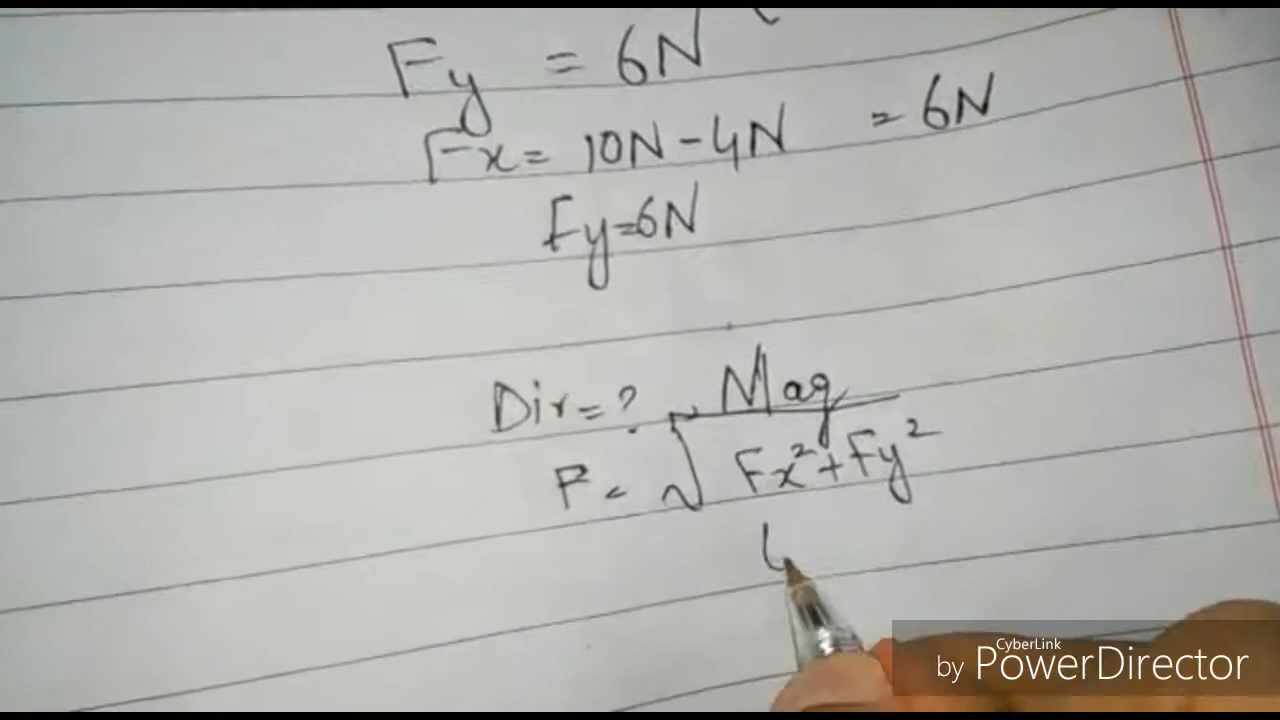 Fy = 6N
Fx = 10N - 4N = 6N
Fy = 6N
Dir = ? Mag
F = √Fx² + Fy²
CyberLink
by PowerDirector